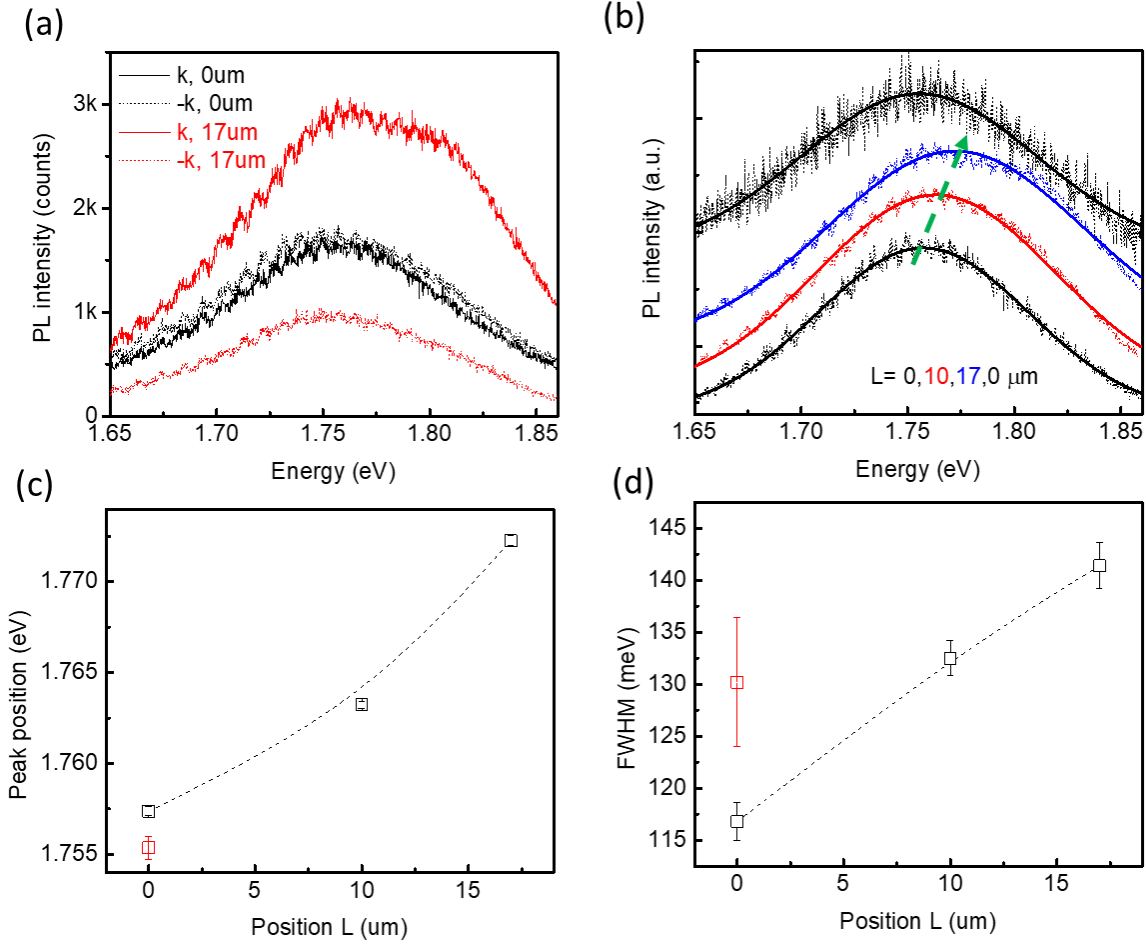 (a)
k, 0um
-k, 0um
k, 17um
-k, 17um
3k
2k
1k
0
PL intensity (counts)
1.65 1.70 1.75 1.80 1.85
Energy (eV)
(b)
PL intensity (a.u.)
L= 0,10,17,0 μm
1.65 1.70 1.75 1.80 1.85
Energy (eV)
(c)
1.770
1.765
1.760
1.755
Peak position (eV)
0 5 10 15
Position L (um)
(d)
145
140
135
130
125
120
115
FWHM (meV)
0 5 10 15
Position L (um)